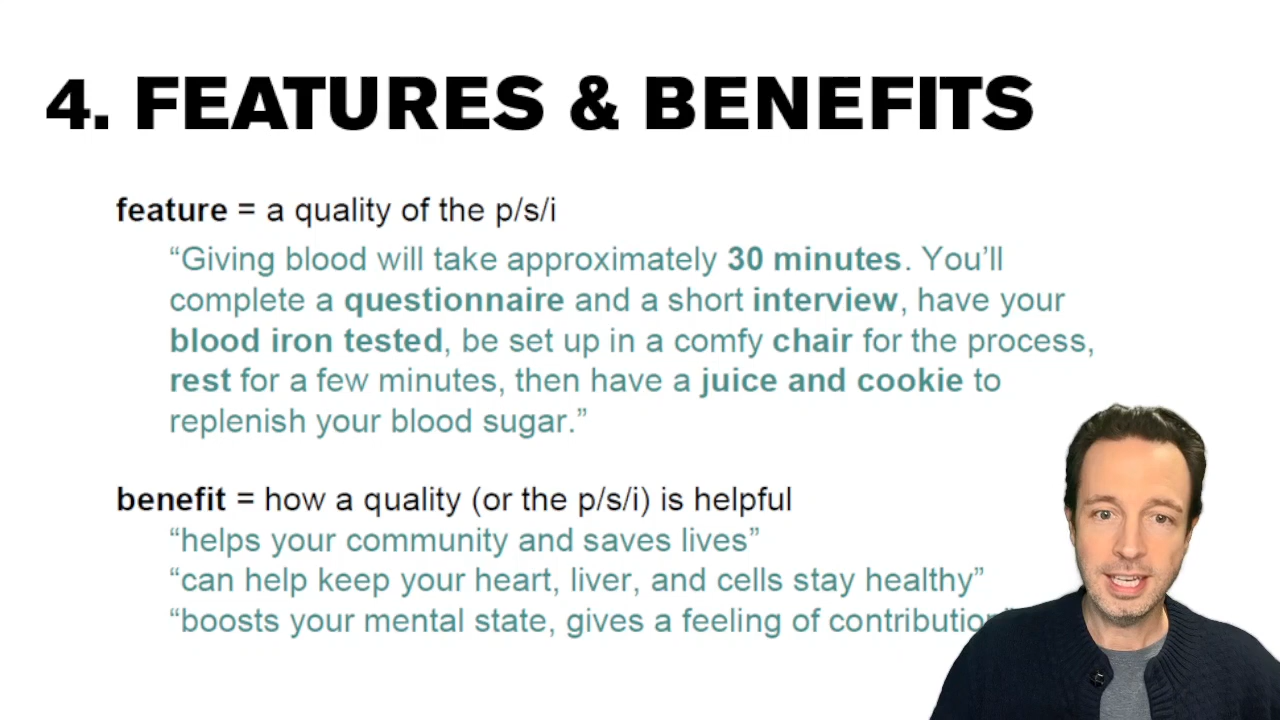 4. FEATURES & BENEFITS
feature = a quality of the p/s/i
“Giving blood will take approximately 30 minutes. You’ll
complete a questionnaire and a short interview, have your
blood iron tested, be set up in a comfy chair for the process,
rest for a few minutes, then have a juice and cookie to
replenish your blood sugar.”
benefit = how a quality (or the p/s/i) is helpful
“helps your community and saves lives”
“can help keep your heart, liver, and cells stay healthy”
“boosts your mental state, gives a feeling of contribution”